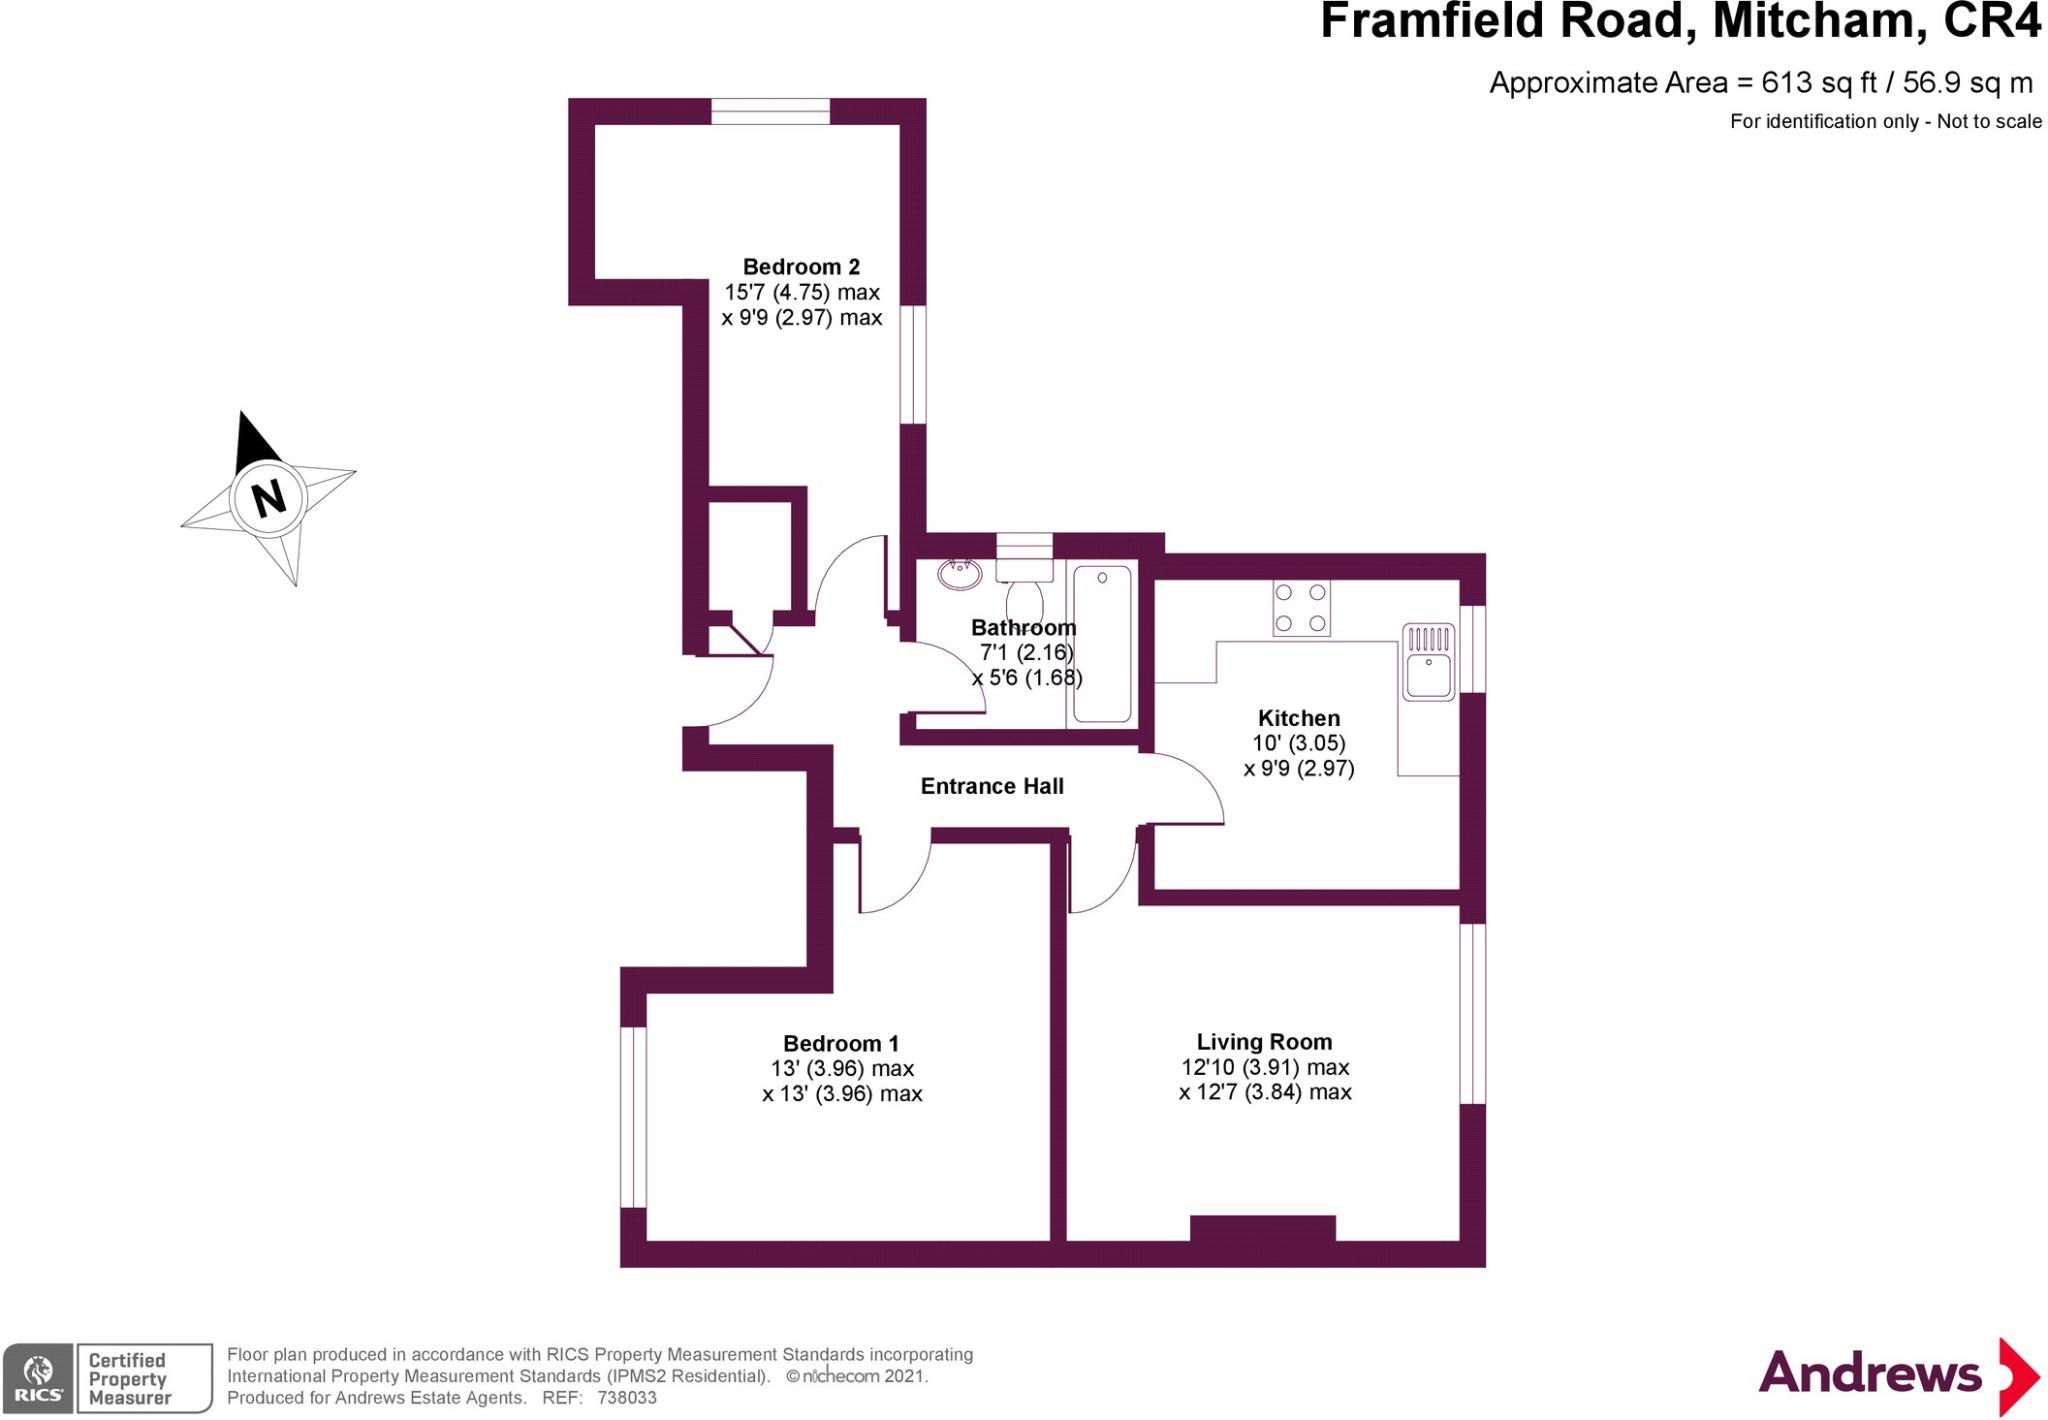 Framfield Road, Mitcham, CR4
Approximate Area = 613 sq ft / 56.9 sq m
For identification only - Not to scale
Bedroom 2
15'7 (4.75) max
x 9'9 (2.97) max
N
Bathroom
7'1 (2.16)
x 5'6 (1.68)
Kitchen
10' (3.05)
x 9'9 (2.97)
Entrance Hall
Bedroom 1
13' (3.96) max
x 13' (3.96) max
Living Room
12'10 (3.91) max
x 12'7 (3.84) max
RICS
Certified
Property
Measurer
Floor plan produced in accordance with RICS Property Measurement Standards incorporating
International Property Measurement Standards (IPMS2 Residential). © nichecom 2021.
Produced for Andrews Estate Agents. REF: 738033
Andrews